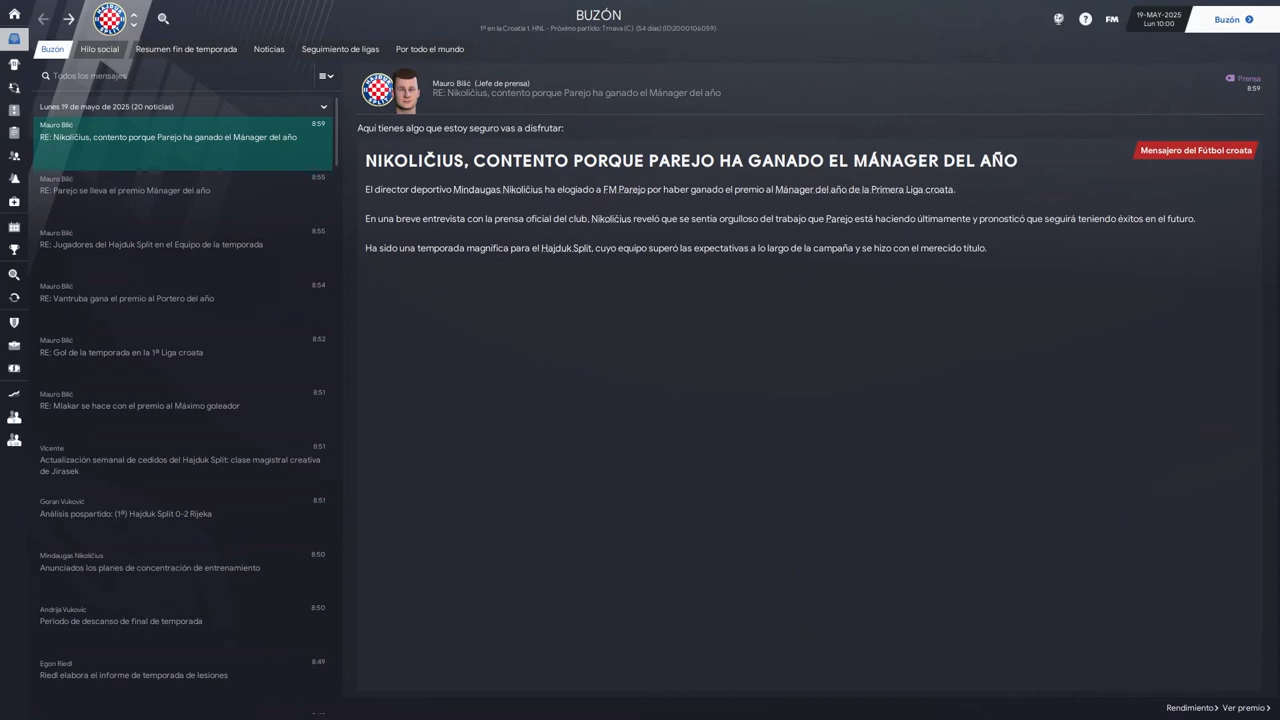 BUZÓN
1º en la Croatia 1. HNL - Próximo partido: Trnava (C) (54 días) (ID:2000106059)
FM
19-MAY-2025
Lun 10:00
Buzón
Buzón
Hilo social
Resumen fin de temporada
Noticias
Seguimiento de ligas
Por todo el mundo
Todos los mensajes
Lunes 19 de mayo de 2025 (20 noticias)
Mauro Bilić 8:59
RE: Nikoličius, contento porque Parejo ha ganado el Mánager del año
Mauro Bilić 8:55
RE: Parejo se lleva el premio Mánager del año
Mauro Bilić 8:55
RE: Jugadores del Hajduk Split en el Equipo de la temporada
Mauro Bilić 8:54
RE: Vantruba gana el premio al Portero del año
Mauro Bilić 8:52
RE: Gol de la temporada en la 1ª Liga croata
Mauro Bilić 8:51
RE: Mlakar se hace con el premio al Máximo goleador
Vicente 8:51
Actualización semanal de cedidos del Hajduk Split: clase magistral creativa
de Jirasek
Goran Vuković 8:51
Análisis pospartido: (1ª) Hajduk Split 0-2 Rijeka
Mindaugas Nikoličius 8:50
Anunciados los planes de concentración de entrenamiento
Andrija Vukovic 8:50
Periodo de descanso de final de temporada
Egon Riedl 8:49
Riedl elabora el informe de temporada de lesiones
Mauro Bilić (Jefe de prensa)
RE: Nikoličius, contento porque Parejo ha ganado el Mánager del año
Prensa
8:59
Aquí tienes algo que estoy seguro vas a disfrutar:
Mensajero del Fútbol croata
NIKOLIČIUS, CONTENTO PORQUE PAREJO HA GANADO EL MÁNAGER DEL AÑO
El director deportivo Mindaugas Nikoličius ha elogiado a FM Parejo por haber ganado el premio al Mánager del año de la Primera Liga croata.
En una breve entrevista con la prensa oficial del club, Nikoličius reveló que se sentía orgulloso del trabajo que Parejo está haciendo últimamente y pronosticó que seguirá teniendo éxitos en el futuro.
Ha sido una temporada magnífica para el Hajduk Split, cuyo equipo superó las expectativas a lo largo de la campaña y se hizo con el merecido título.
Rendimiento
Ver premio